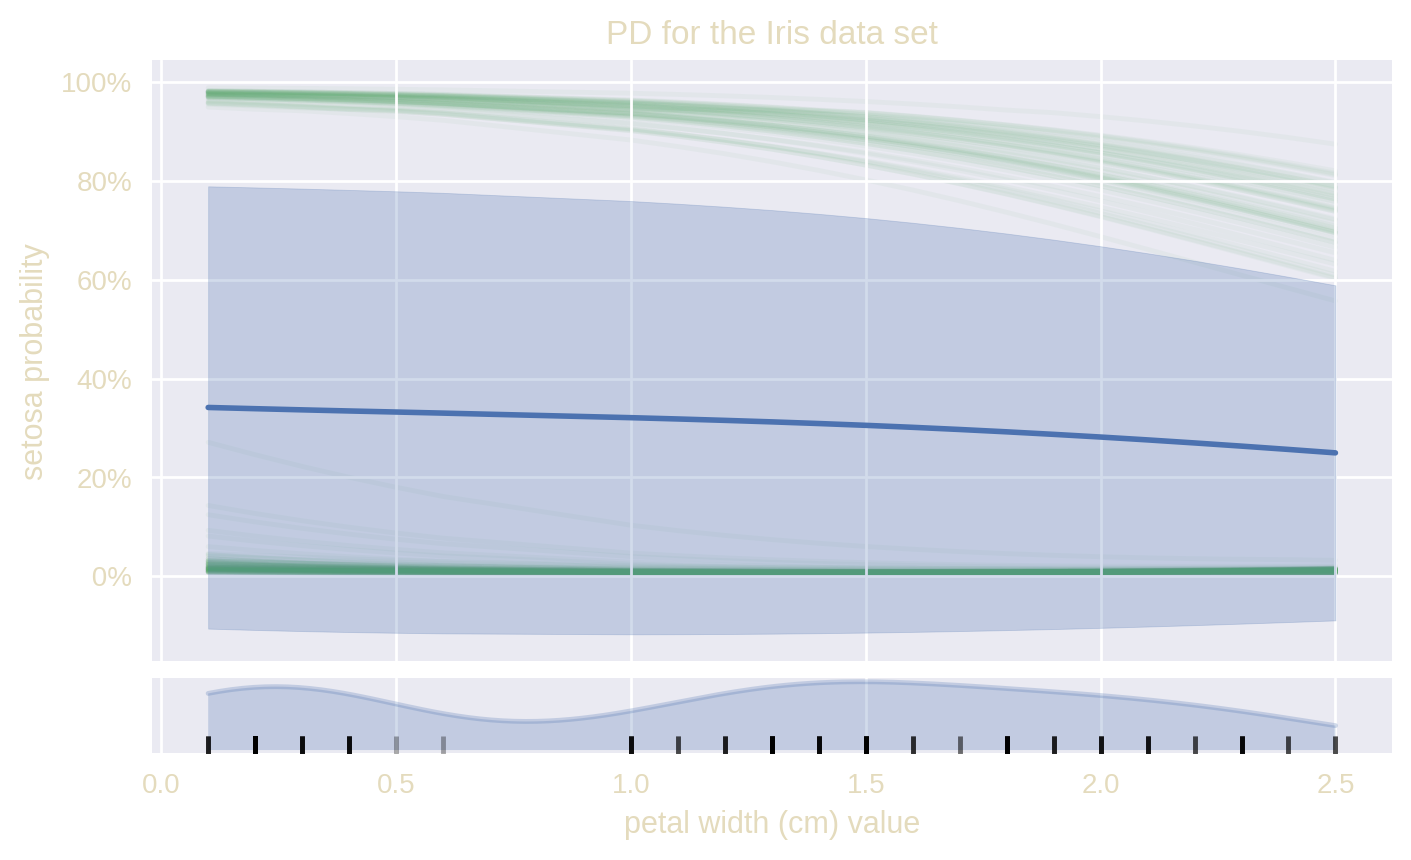 PD for the Iris data set
100%
80%
60%
40%
20%
0%
setosa probability
0.0 0.5 1.0 1.5 2.0 2.5
petal width (cm) value